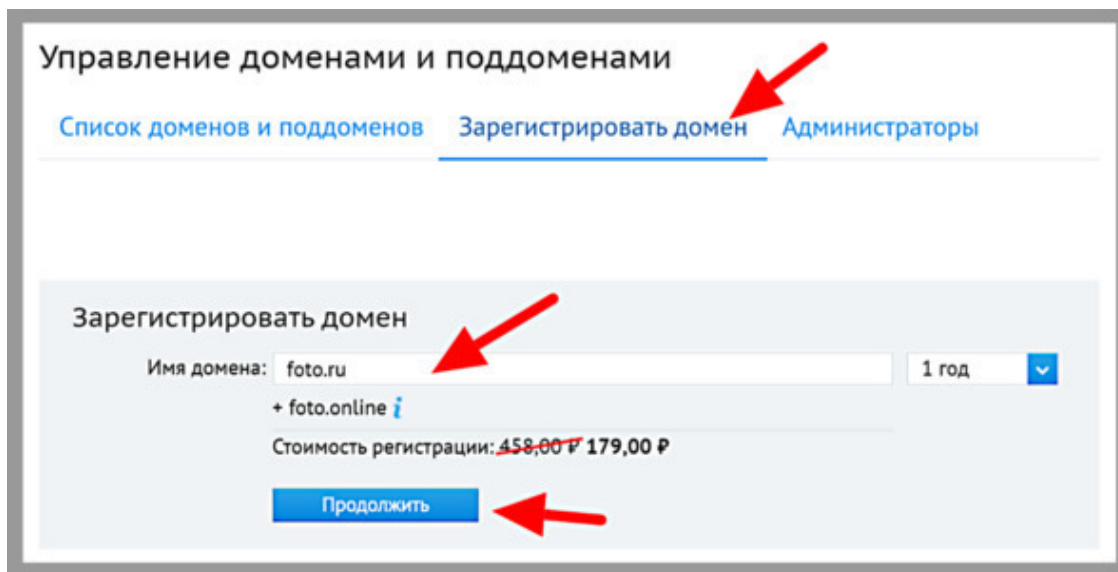 Управление доменами и поддоменами
Список доменов и поддоменов Зарегистрировать домен Администраторы
Зарегистрировать домен
Имя домена: foto.ru 1 год
+ foto.online i
Стоимость регистрации: 458,00 ₽ 179,00 ₽
Продолжить